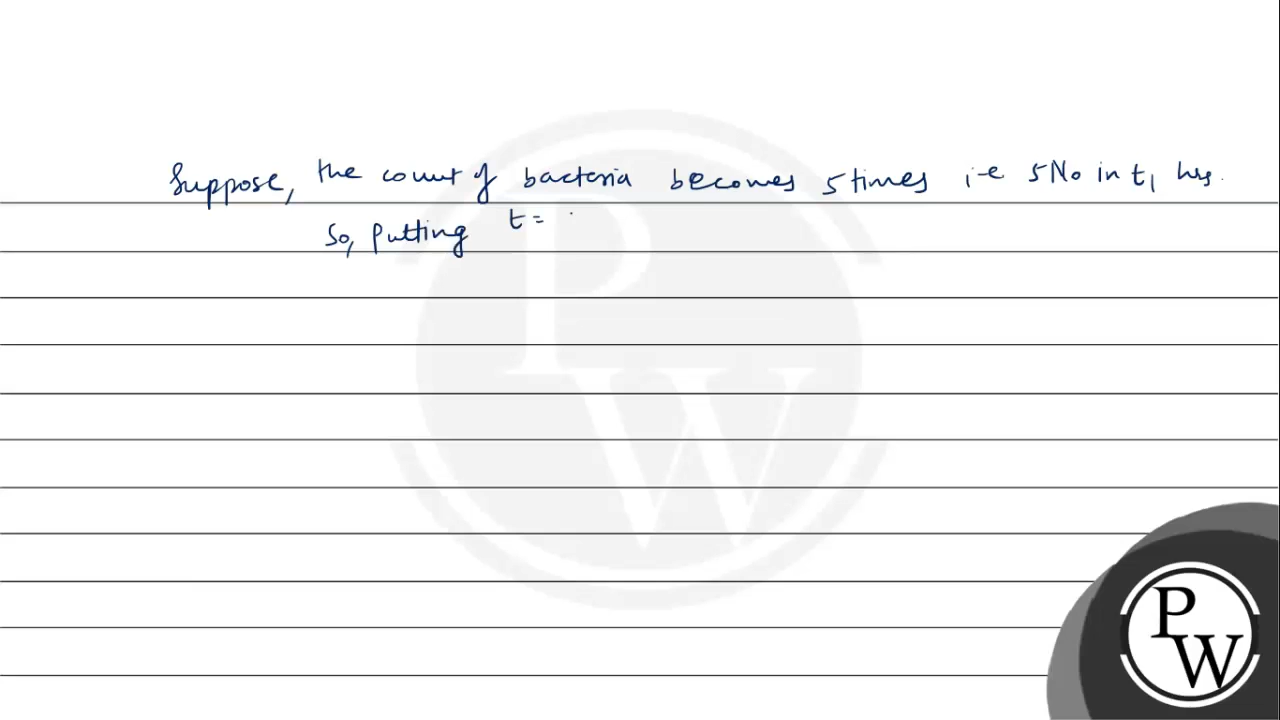 Suppose, the count of bacteria becomes 5 times i-e 5No in t₁ hrs.
So, putting t=
P
W
P
W